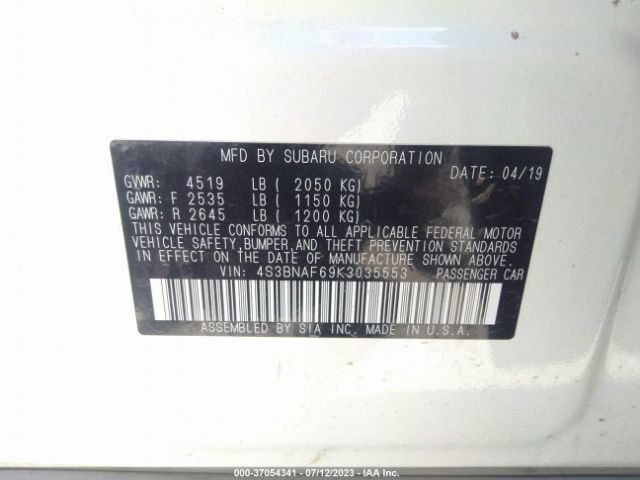 MFD BY SUBARU CORPORATION
DATE: 04/19
GVWR: 4519 LB ( 2050 KG)
GAWR: F 2535 LB ( 1150 KG)
GAWR: R 2645 LB ( 1200 KG)
THIS VEHICLE CONFORMS TO ALL APPLICABLE FEDERAL MOTOR
VEHICLE SAFETY, BUMPER, AND THEFT PREVENTION STANDARDS
IN EFFECT ON THE DATE OF MANUFACTURE SHOWN ABOVE.
VIN: 4S3BNAF69K3035553 PASSENGER CAR
ASSEMBLED BY SIA INC. MADE IN U.S.A.
000-37054341 - 07/12/2023 - IAA Inc.